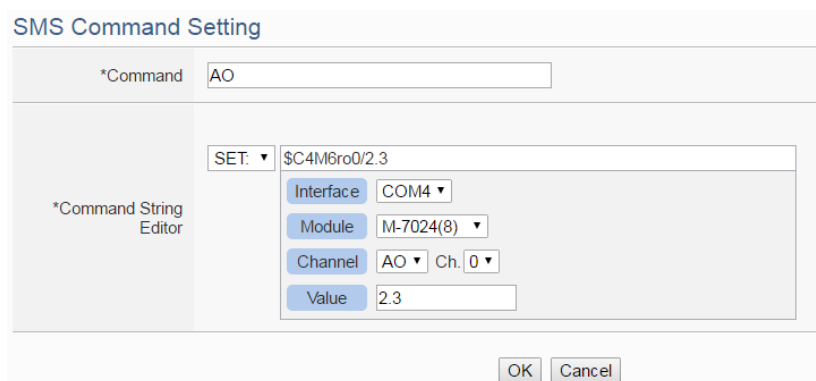 SMS Command Setting
*Command AO
SET: $C4M6ro0/2.3
Interface COM4
*Command String
Editor
Module M-7024(8)
Channel AO Ch. 0
Value 2.3
OK Cancel